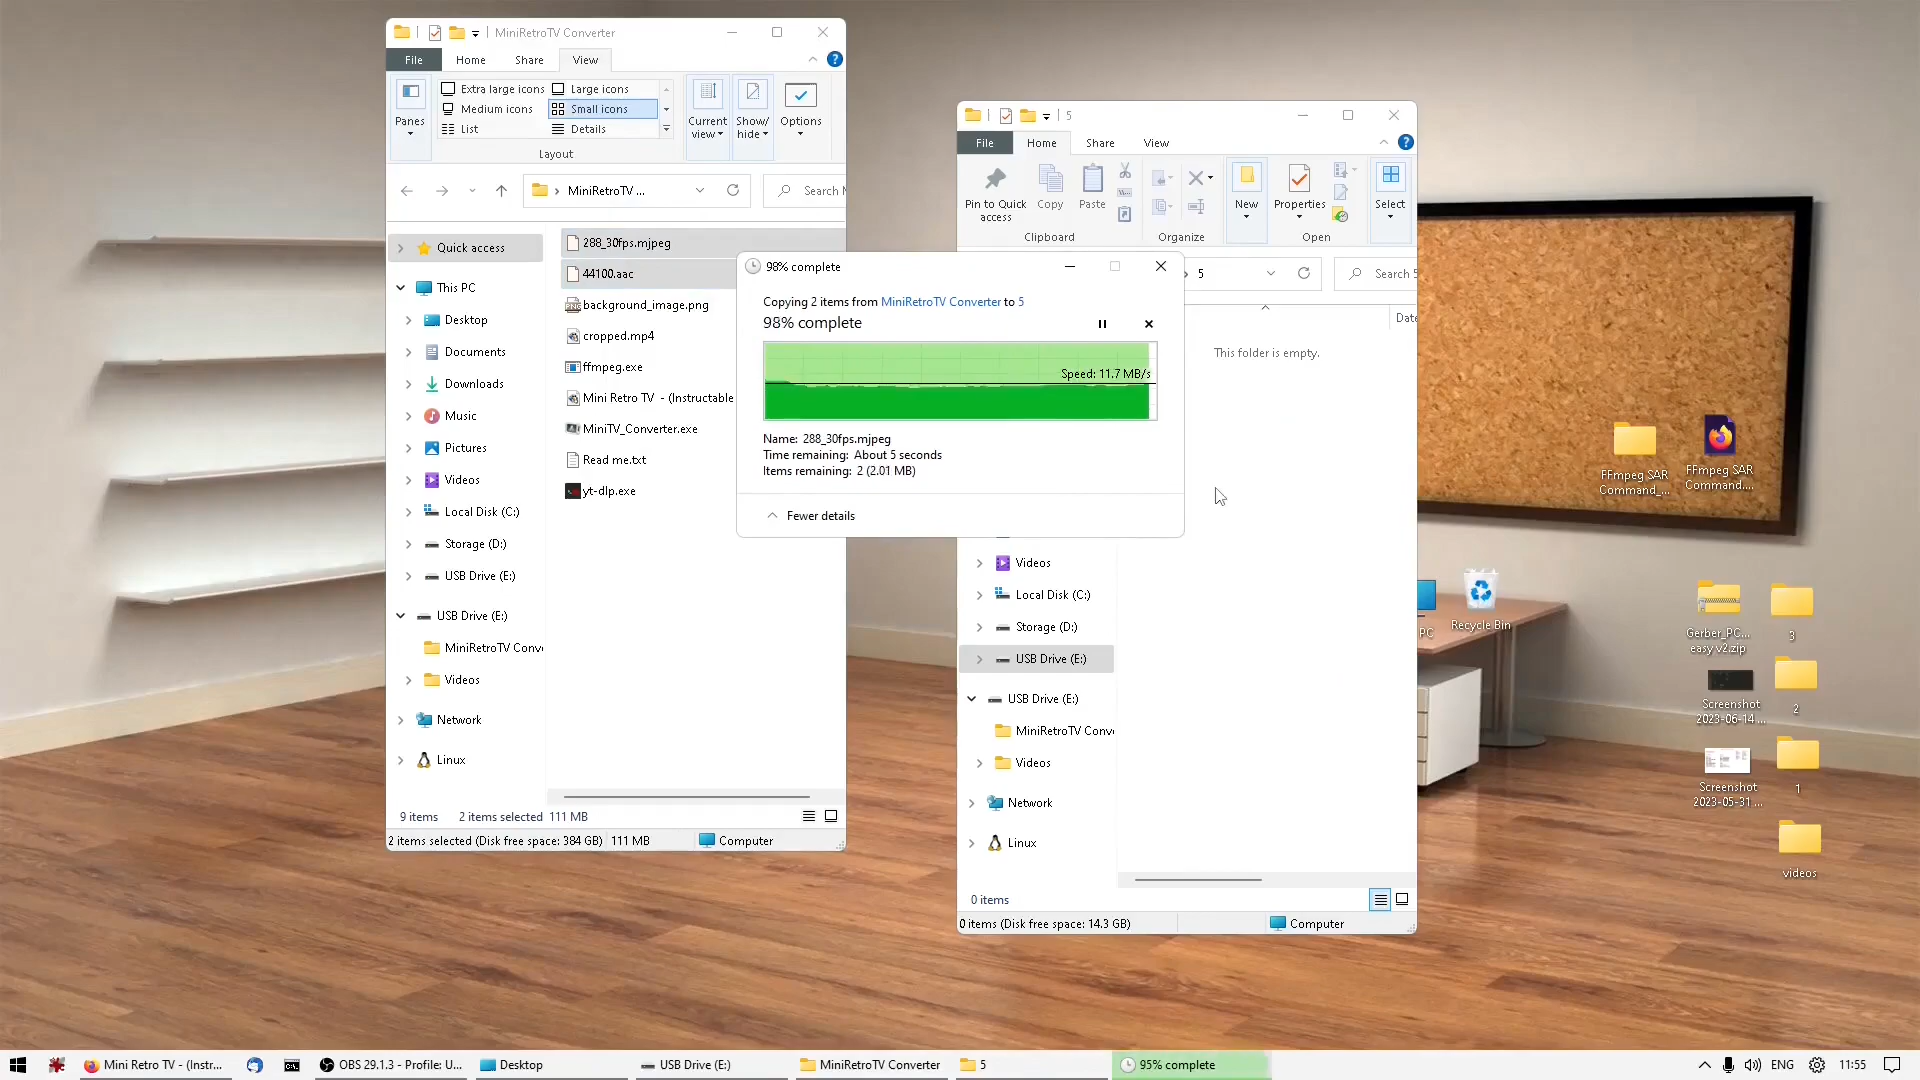 MiniRetroTV Converter
File
Home
Share
View
Extra large icons
Large icons
Medium icons
Small icons
List
Details
Panes
Current view
Show/
hide
Options
Layout
MiniRetroTV ...
Quick access
This PC
Desktop
Documents
Downloads
Music
Pictures
Videos
Local Disk (C:)
Storage (D:)
USB Drive (E:)
USB Drive (E:)
MiniRetroTV Conv
Videos
Network
Linux
288_30fps.mjpeg
44100.aac
background_image.png
cropped.mp4
ffmpeg.exe
Mini Retro TV - (Instructable
MiniTV_Converter.exe
Read me.txt
yt-dlp.exe
9 items 2 items selected 111 MB
2 items selected (Disk free space: 384 GB) 111 MB Computer
98% complete
Copying 2 items from MiniRetroTV Converter to 5
98% complete
Speed: 11.7 MB/s
Name: 288_30fps.mjpeg
Time remaining: About 5 seconds
Items remaining: 2 (2.01 MB)
Fewer details
5
File
Home
Share
View
Pin to Quick
access
Copy
Paste
Clipboard
Organize
New
Properties
Open
Select
5
Search 5
Date
This folder is empty.
Videos
Local Disk (C:)
Storage (D:)
USB Drive (E:)
USB Drive (E:)
MiniRetroTV Conv
Videos
Network
Linux
0 items
0 items (Disk free space: 14.3 GB) Computer
FFmpeg SAR
Command_...
FFmpeg SAR
Command....
PC
Recycle Bin
Gerber_PC...
easy v2.zip
3
Screenshot
2023-06-14 ...
2
Screenshot
2023-05-31 ...
1
videos
Mini Retro TV - (Instr...
OBS 29.1.3 - Profile: U...
Desktop
USB Drive (E:)
MiniRetroTV Converter
5
95% complete
ENG
11:55